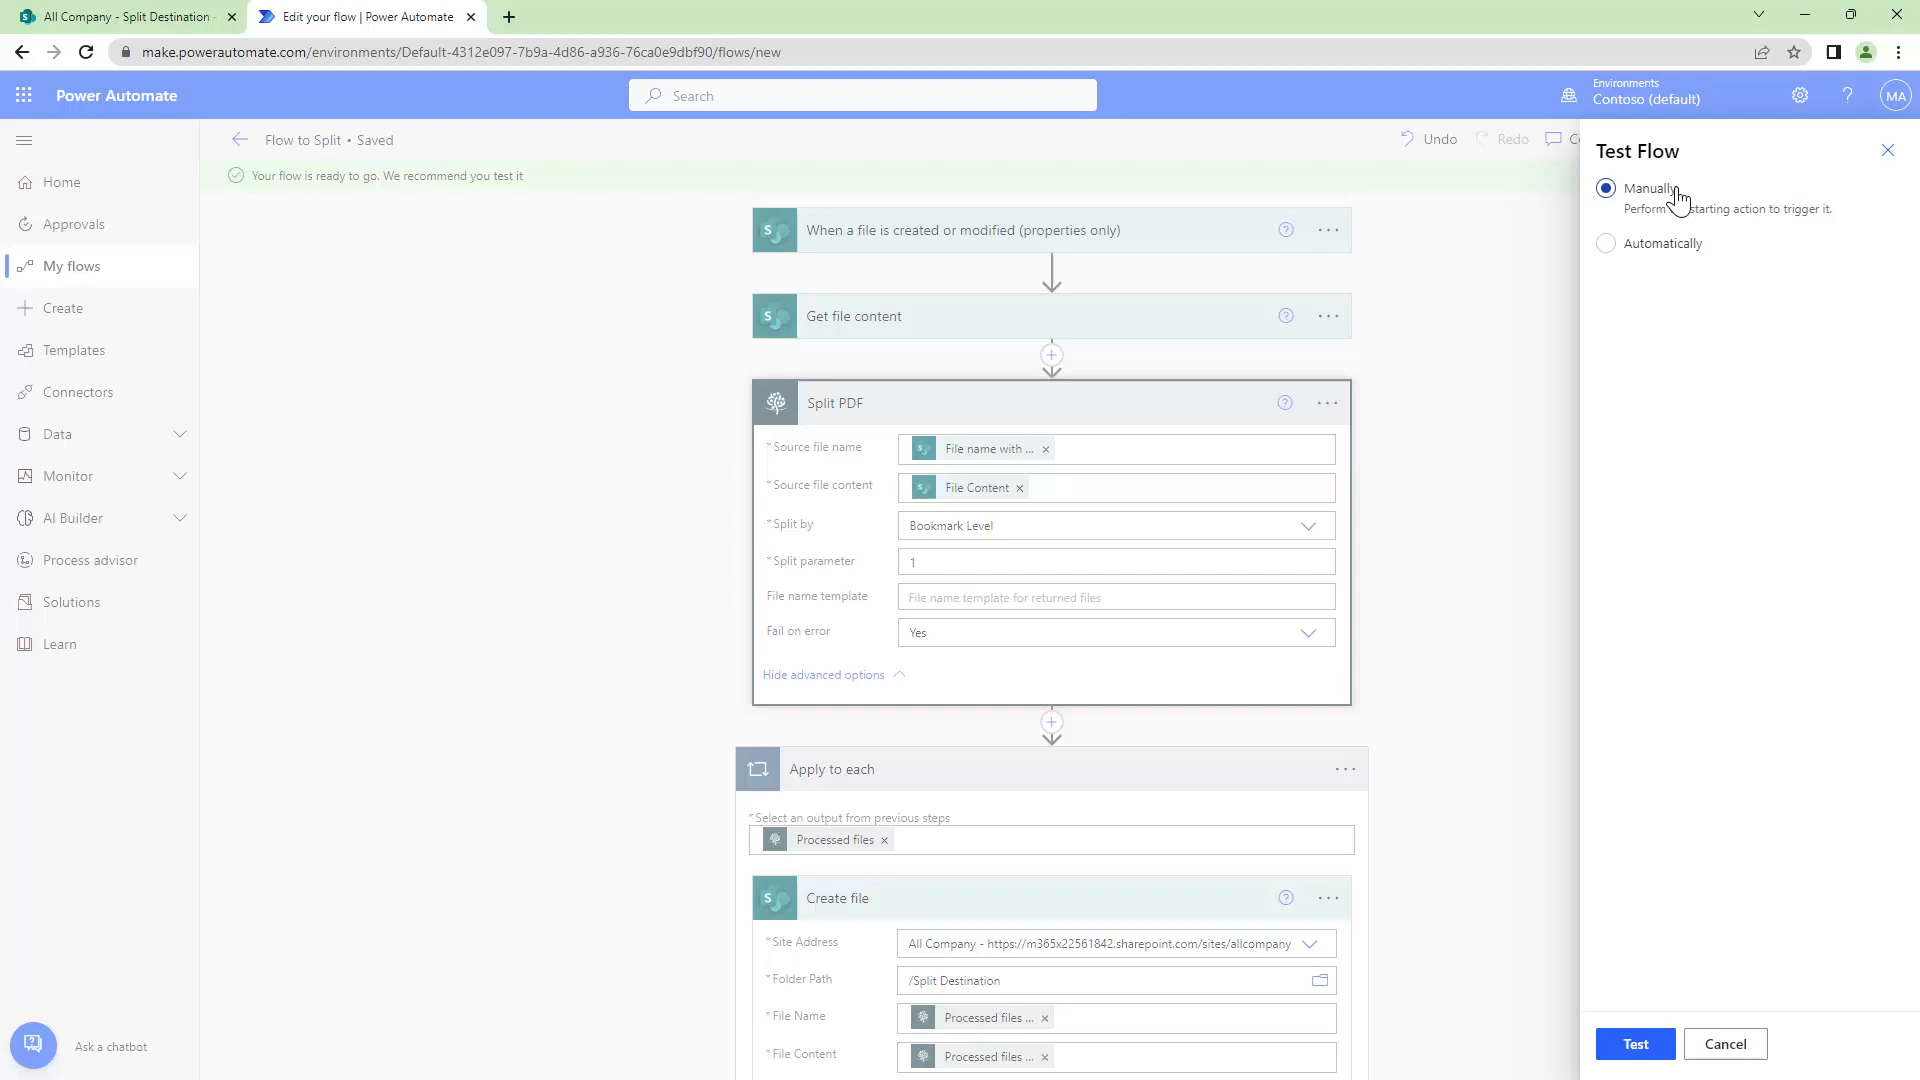 All Company - Split Destination -
Edit your flow | Power Automate
make.powerautomate.com/environments/Default-4312e097-7b9a-4d86-a936-76ca0e9dbf90/flows/new
Power Automate
Search
Environments
Contoso (default)
MA
Flow to Split • Saved
Undo
Redo
Your flow is ready to go. We recommend you test it
Home
Approvals
My flows
Create
Templates
Connectors
Data
Monitor
AI Builder
Process advisor
Solutions
Learn
Ask a chatbot
When a file is created or modified (properties only)
Get file content
Split PDF
*Source file name
File name with ...
*Source file content
File Content
*Split by
Bookmark Level
*Split parameter
1
File name template
File name template for returned files
Fail on error
Yes
Hide advanced options
Apply to each
*Select an output from previous steps
Processed files
Create file
*Site Address
All Company - https://m365x22561842.sharepoint.com/sites/allcompany
*Folder Path
/Split Destination
*File Name
Processed files ...
*File Content
Processed files ...
Test Flow
Manually
Perform starting action to trigger it.
Automatically
Test
Cancel